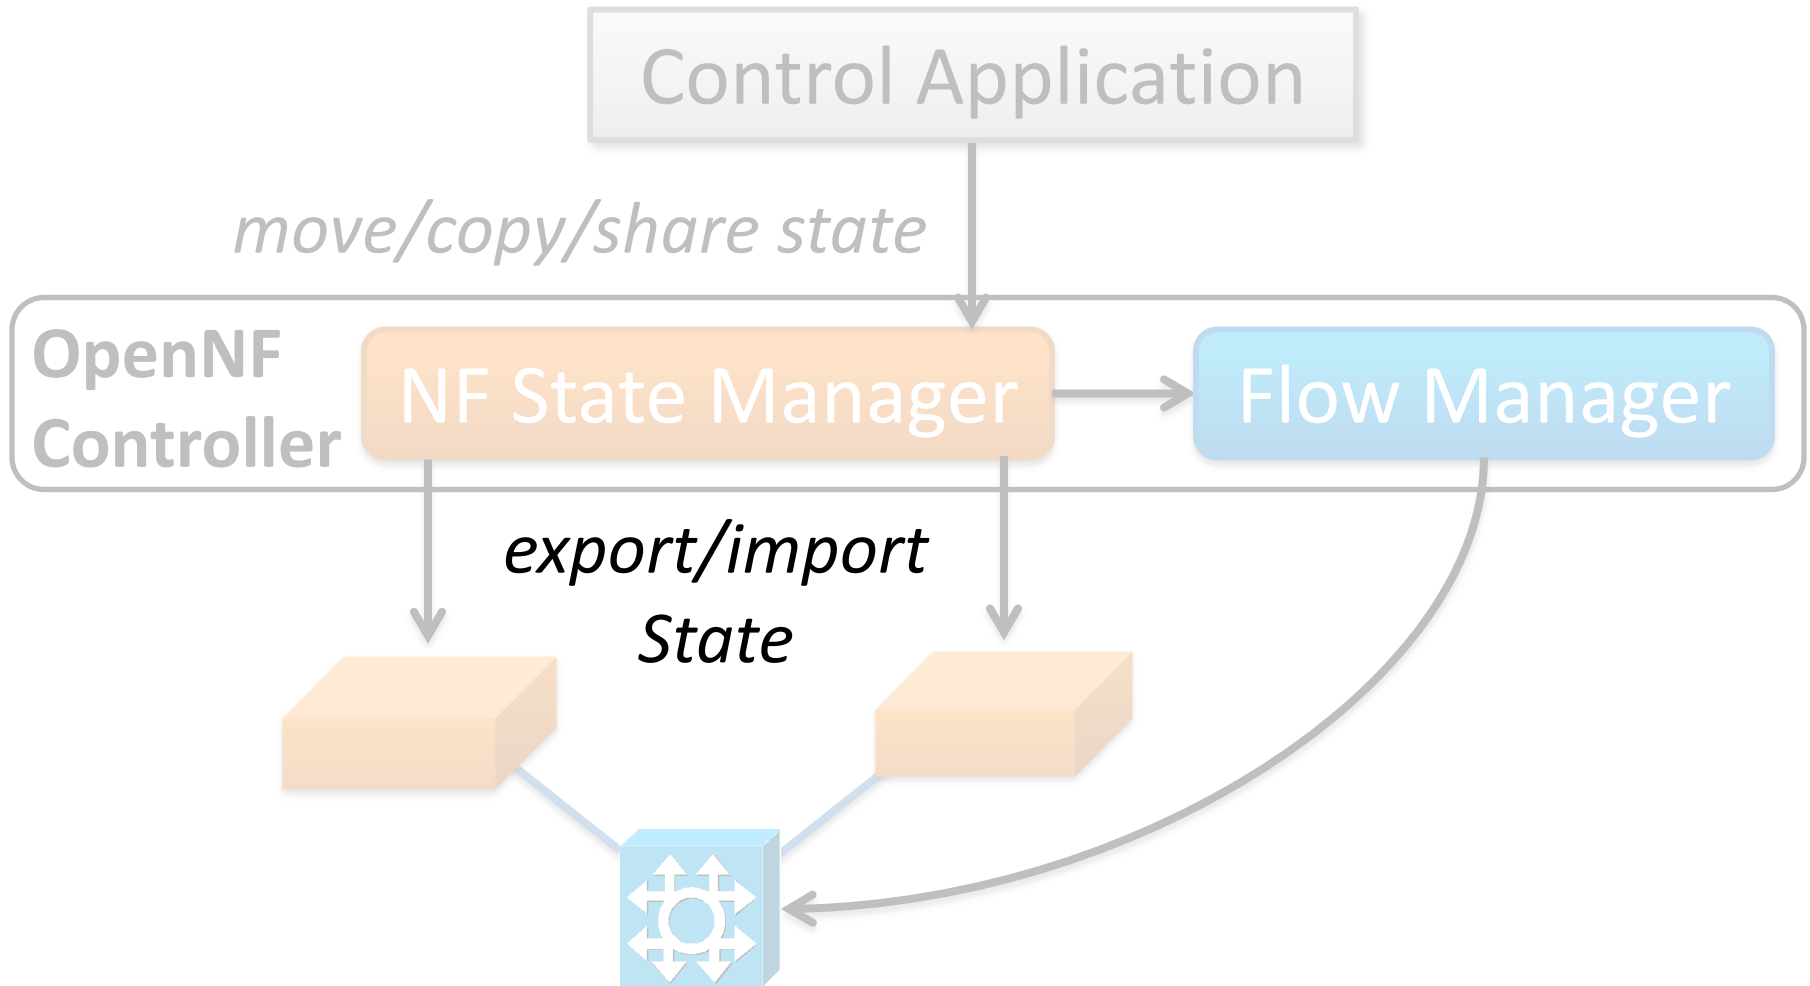 Control Application
move/copy/share state
OpenNF
Controller
NF State Manager
Flow Manager
export/import
State